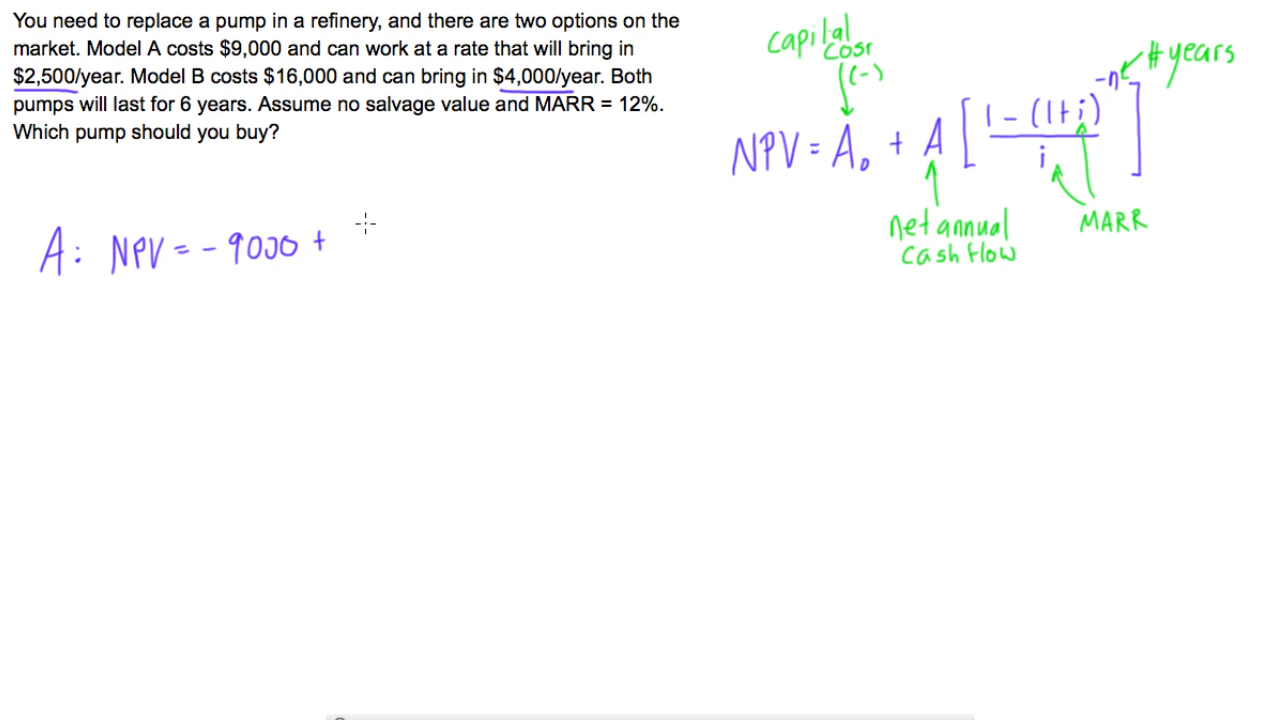 You need to replace a pump in a refinery, and there are two options on the
market. Model A costs $9,000 and can work at a rate that will bring in
$2,500/year. Model B costs $16,000 and can bring in $4,000/year. Both
pumps will last for 6 years. Assume no salvage value and MARR = 12%.
Which pump should you buy?
capital
cost
(-)
# years
NPV = A₀ + A [ (1 - (1+i)^-n) / i ]
net annual
cash flow
MARR
A: NPV = - 9000 +